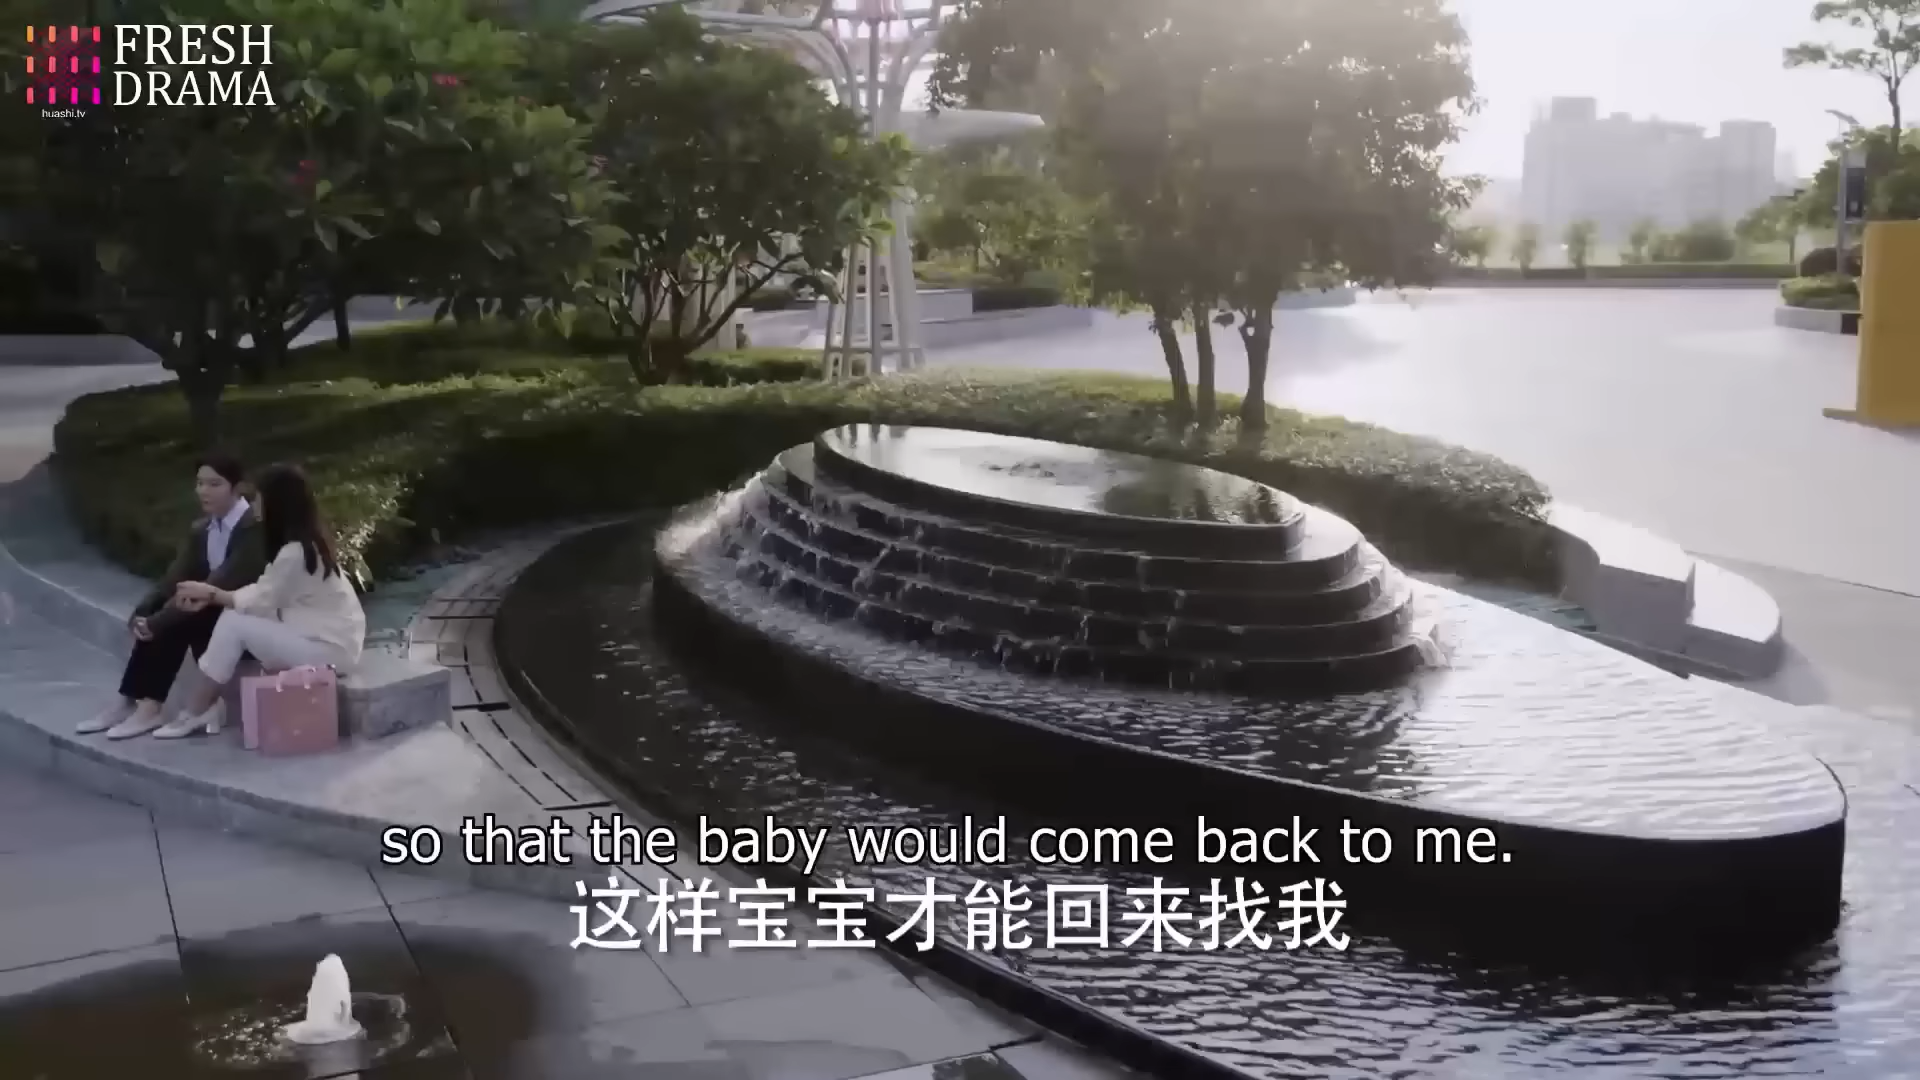 FRESH
DRAMA
huashi.tv
so that the baby would come back to me.
这样宝宝才能回来找我